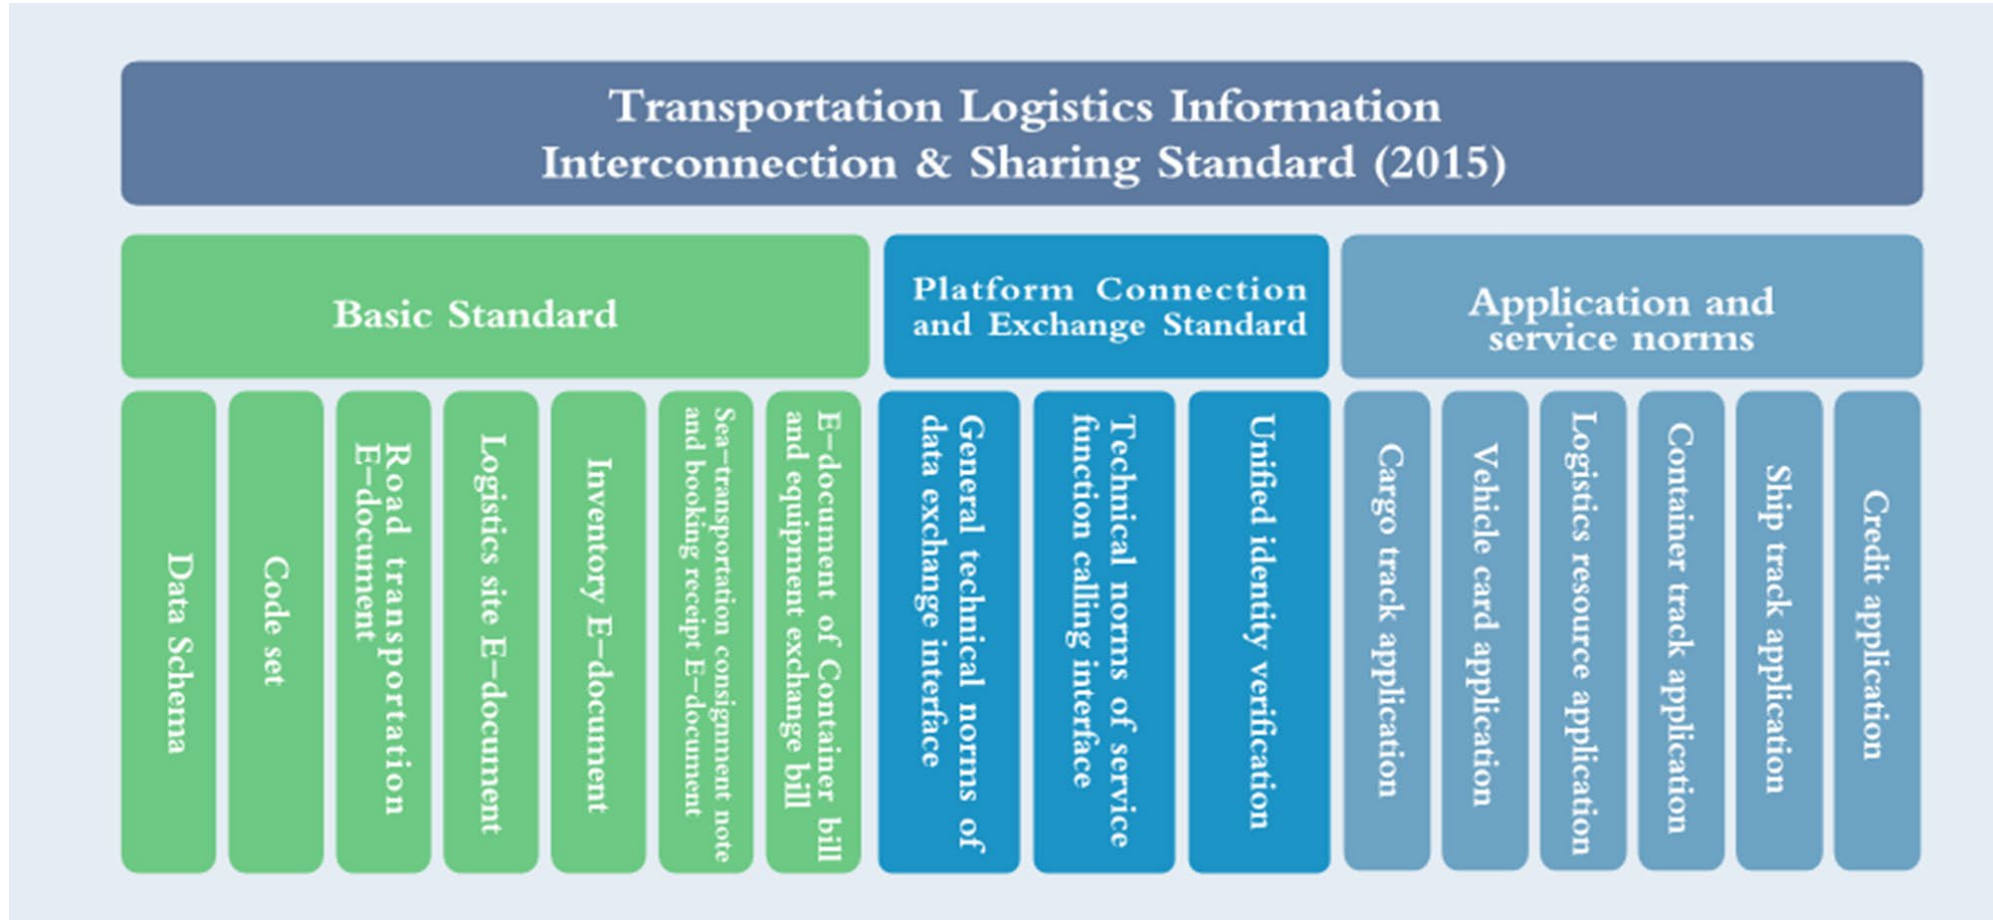 Transportation Logistics Information
Interconnection & Sharing Standard (2015)
Basic Standard
Platform Connection
and Exchange Standard
Application and
service norms
Data Schema
Code set
Road transportation
E-document
Logistics site E-document
Inventory E-document
Sea-transportation consignment note
and booking receipt E-document
E-document of Container bill
and equipment exchange bill
General technical norms of
data exchange interface
Technical norms of service
function calling interface
Unified identity verification
Cargo track application
Vehicle card application
Logistics resource application
Container track application
Ship track application
Credit application